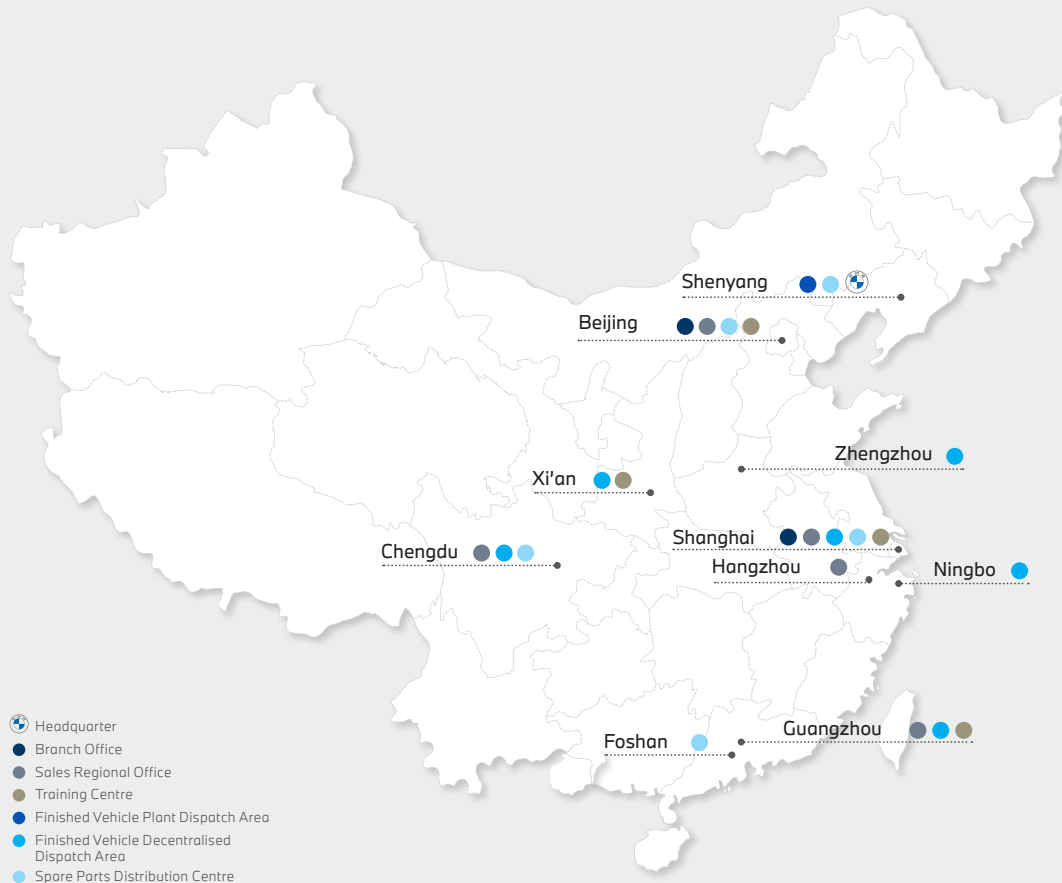 Shenyang
Beijing
Zhengzhou
Xi'an
Shanghai
Chengdu
Hangzhou
Ningbo
Guangzhou
Foshan
Headquarter
Branch Office
Sales Regional Office
Training Centre
Finished Vehicle Plant Dispatch Area
Finished Vehicle Decentralised
Dispatch Area
Spare Parts Distribution Centre